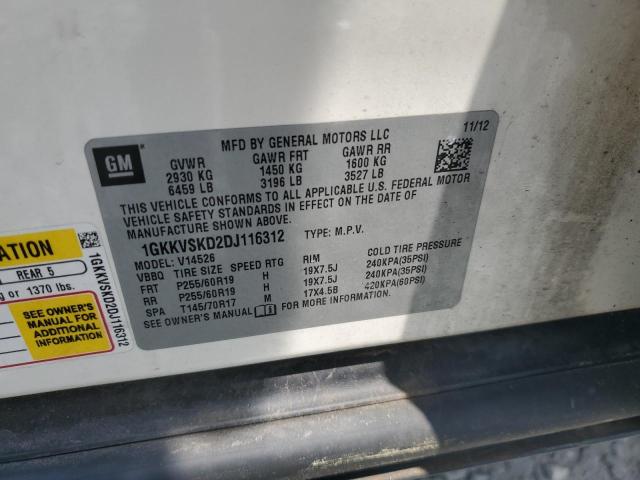 GM
MFD BY GENERAL MOTORS LLC
11/12
GVWR GAWR FRT GAWR RR
2930 KG 1450 KG 1600 KG
6459 LB 3196 LB 3527 LB
THIS VEHICLE CONFORMS TO ALL APPLICABLE U.S. FEDERAL MOTOR
VEHICLE SAFETY STANDARDS IN EFFECT ON THE DATE OF
MANUFACTURE SHOWN ABOVE.
1GKKVSKD2DJ116312 TYPE: M.P.V.
MODEL: V14526
VBBQ TIRE SIZE SPEED RTG RIM COLD TIRE PRESSURE
FRT P255/60R19 H 19X7.5J 240KPA(35PSI)
RR P255/60R19 H 19X7.5J 240KPA(35PSI)
SPA T145/70R17 M 17X4.5B 420KPA(60PSI)
SEE OWNER'S MANUAL FOR MORE INFORMATION.
REAR 5
or 1370 lbs.
SEE OWNER'S
MANUAL FOR
ADDITIONAL
INFORMATION
1GKKVSKD2DJ116312